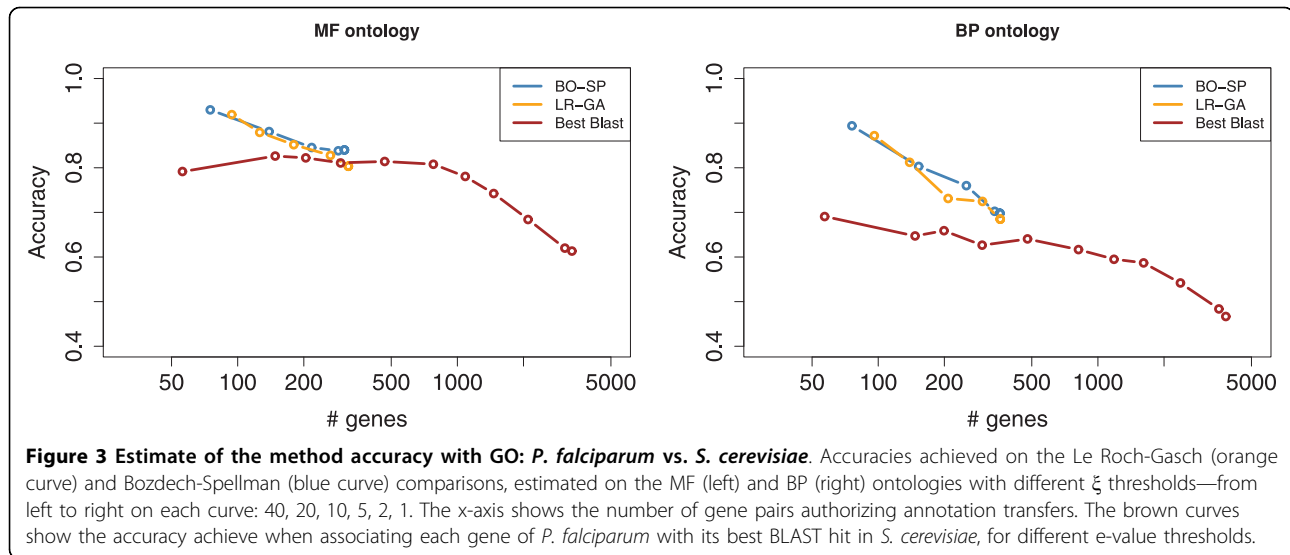 MF ontology
Accuracy
1.0
0.8
0.6
0.4
BO−SP
LR−GA
Best Blast
50 100 200 500 1000 5000
# genes
BP ontology
Accuracy
1.0
0.8
0.6
0.4
BO−SP
LR−GA
Best Blast
50 100 200 500 1000 5000
# genes
Figure 3 Estimate of the method accuracy with GO: P. falciparum vs. S. cerevisiae. Accuracies achieved on the Le Roch-Gasch (orange
curve) and Bozdech-Spellman (blue curve) comparisons, estimated on the MF (left) and BP (right) ontologies with different ξ thresholds—from
left to right on each curve: 40, 20, 10, 5, 2, 1. The x-axis shows the number of gene pairs authorizing annotation transfers. The brown curves
show the accuracy achieve when associating each gene of P. falciparum with its best BLAST hit in S. cerevisiae, for different e-value thresholds.